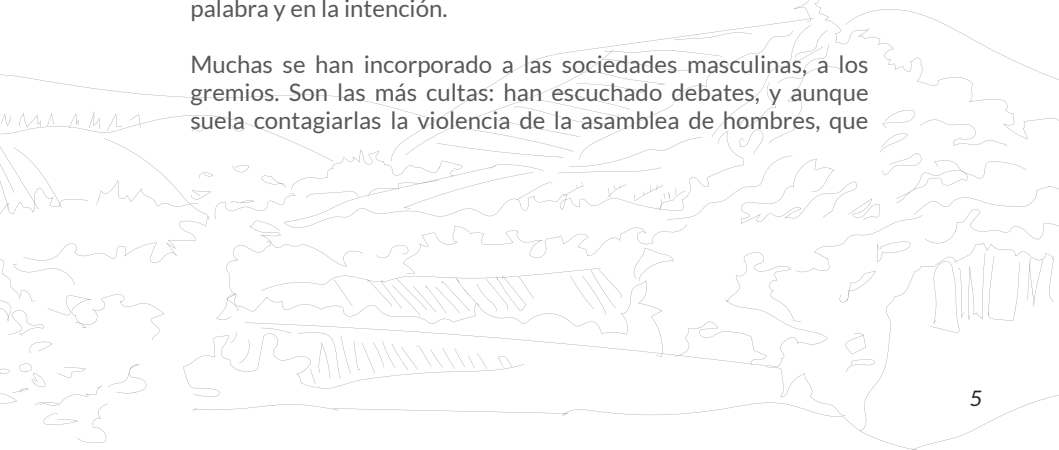 palabra y en la intención.
Muchas se han incorporado a las sociedades masculinas, a los
gremios. Son las más cultas: han escuchado debates, y aunque
suela contagiarlas la violencia de la asamblea de hombres, que
5